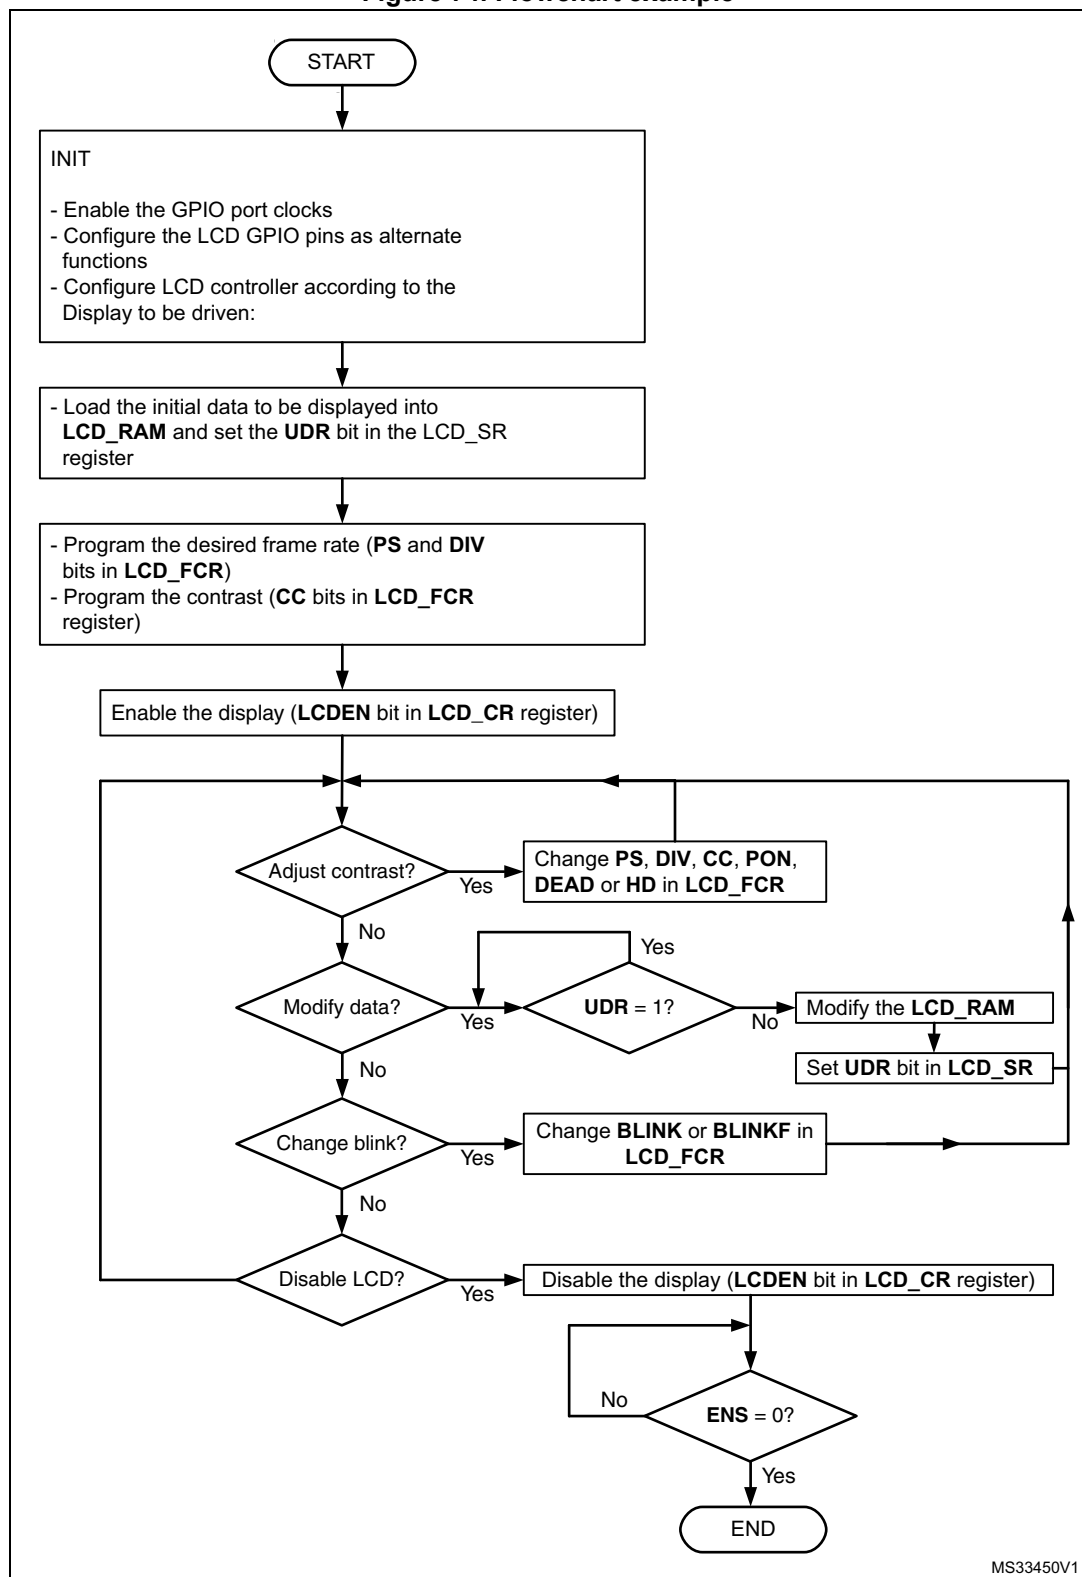 START
INIT
- Enable the GPIO port clocks
- Configure the LCD GPIO pins as alternate
functions
- Configure LCD controller according to the
Display to be driven:
- Load the initial data to be displayed into
LCD_RAM and set the UDR bit in the LCD_SR
register
- Program the desired frame rate (PS and DIV
bits in LCD_FCR)
- Program the contrast (CC bits in LCD_FCR
register)
Enable the display (LCDEN bit in LCD_CR register)
Adjust contrast?
Yes
Change PS, DIV, CC, PON,
DEAD or HD in LCD_FCR
No
Modify data?
Yes
Yes
UDR = 1?
No
Modify the LCD_RAM
Set UDR bit in LCD_SR
No
Change blink?
Yes
Change BLINK or BLINKF in
LCD_FCR
No
Disable LCD?
Yes
Disable the display (LCDEN bit in LCD_CR register)
No
ENS = 0?
Yes
END
MS33450V1